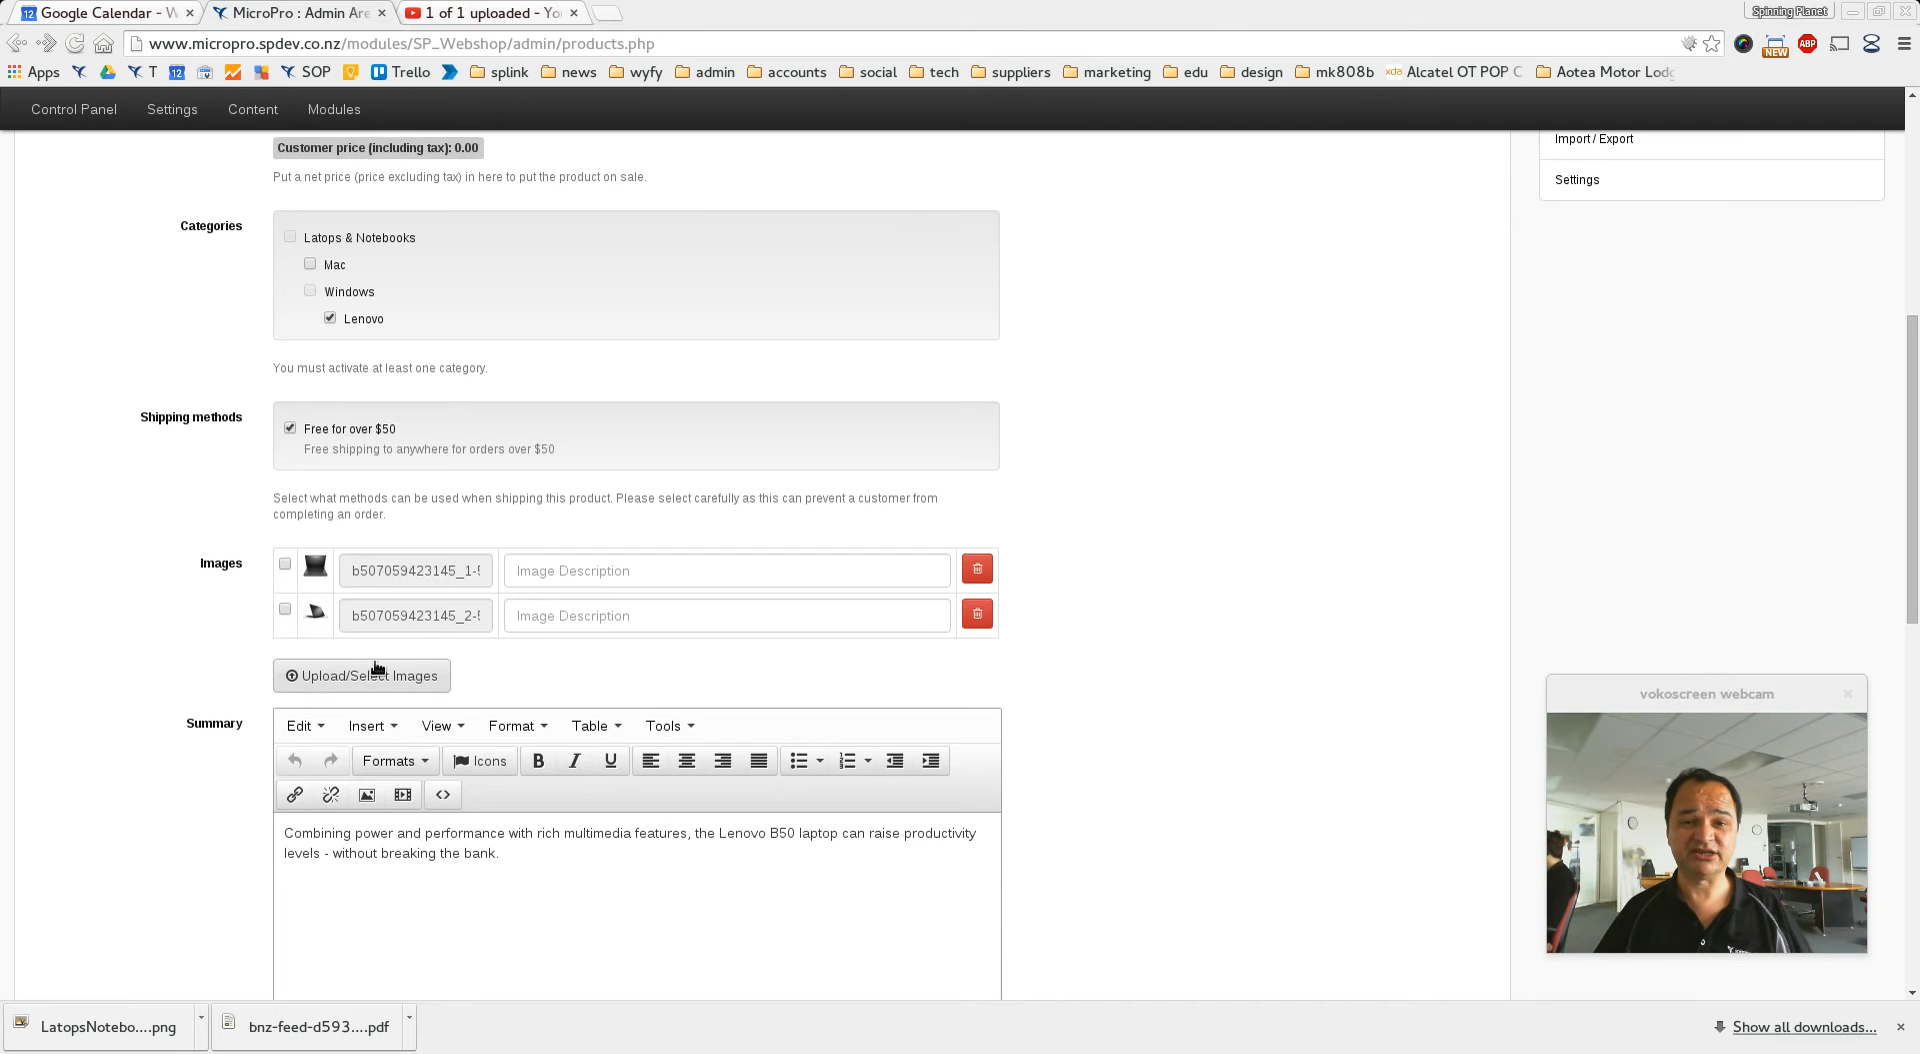 Google Calendar - W
MicroPro : Admin Are
1 of 1 uploaded - Yo
Spinning Planet
www.micropro.spdev.co.nz/modules/SP_Webshop/admin/products.php
NEW
ABP
Apps
T
12
SOP
Trello
splink
news
wyfy
admin
accounts
social
tech
suppliers
marketing
edu
design
mk808b
xda Alcatel OT POP C
Aotea Motor Lodg
Control Panel
Settings
Content
Modules
Customer price (including tax): 0.00
Put a net price (price excluding tax) in here to put the product on sale.
Import / Export
Settings
Categories
Latops & Notebooks
Mac
Windows
Lenovo
You must activate at least one category.
Shipping methods
Free for over $50
Free shipping to anywhere for orders over $50
Select what methods can be used when shipping this product. Please select carefully as this can prevent a customer from
completing an order.
Images
b507059423145_1-5
Image Description
b507059423145_2-5
Image Description
Upload/Select Images
Summary
Edit
Insert
View
Format
Table
Tools
Formats
Icons
B
I
U
Combining power and performance with rich multimedia features, the Lenovo B50 laptop can raise productivity
levels - without breaking the bank.
vokoscreen webcam
LatopsNotebo....png
bnz-feed-d593....pdf
Show all downloads...